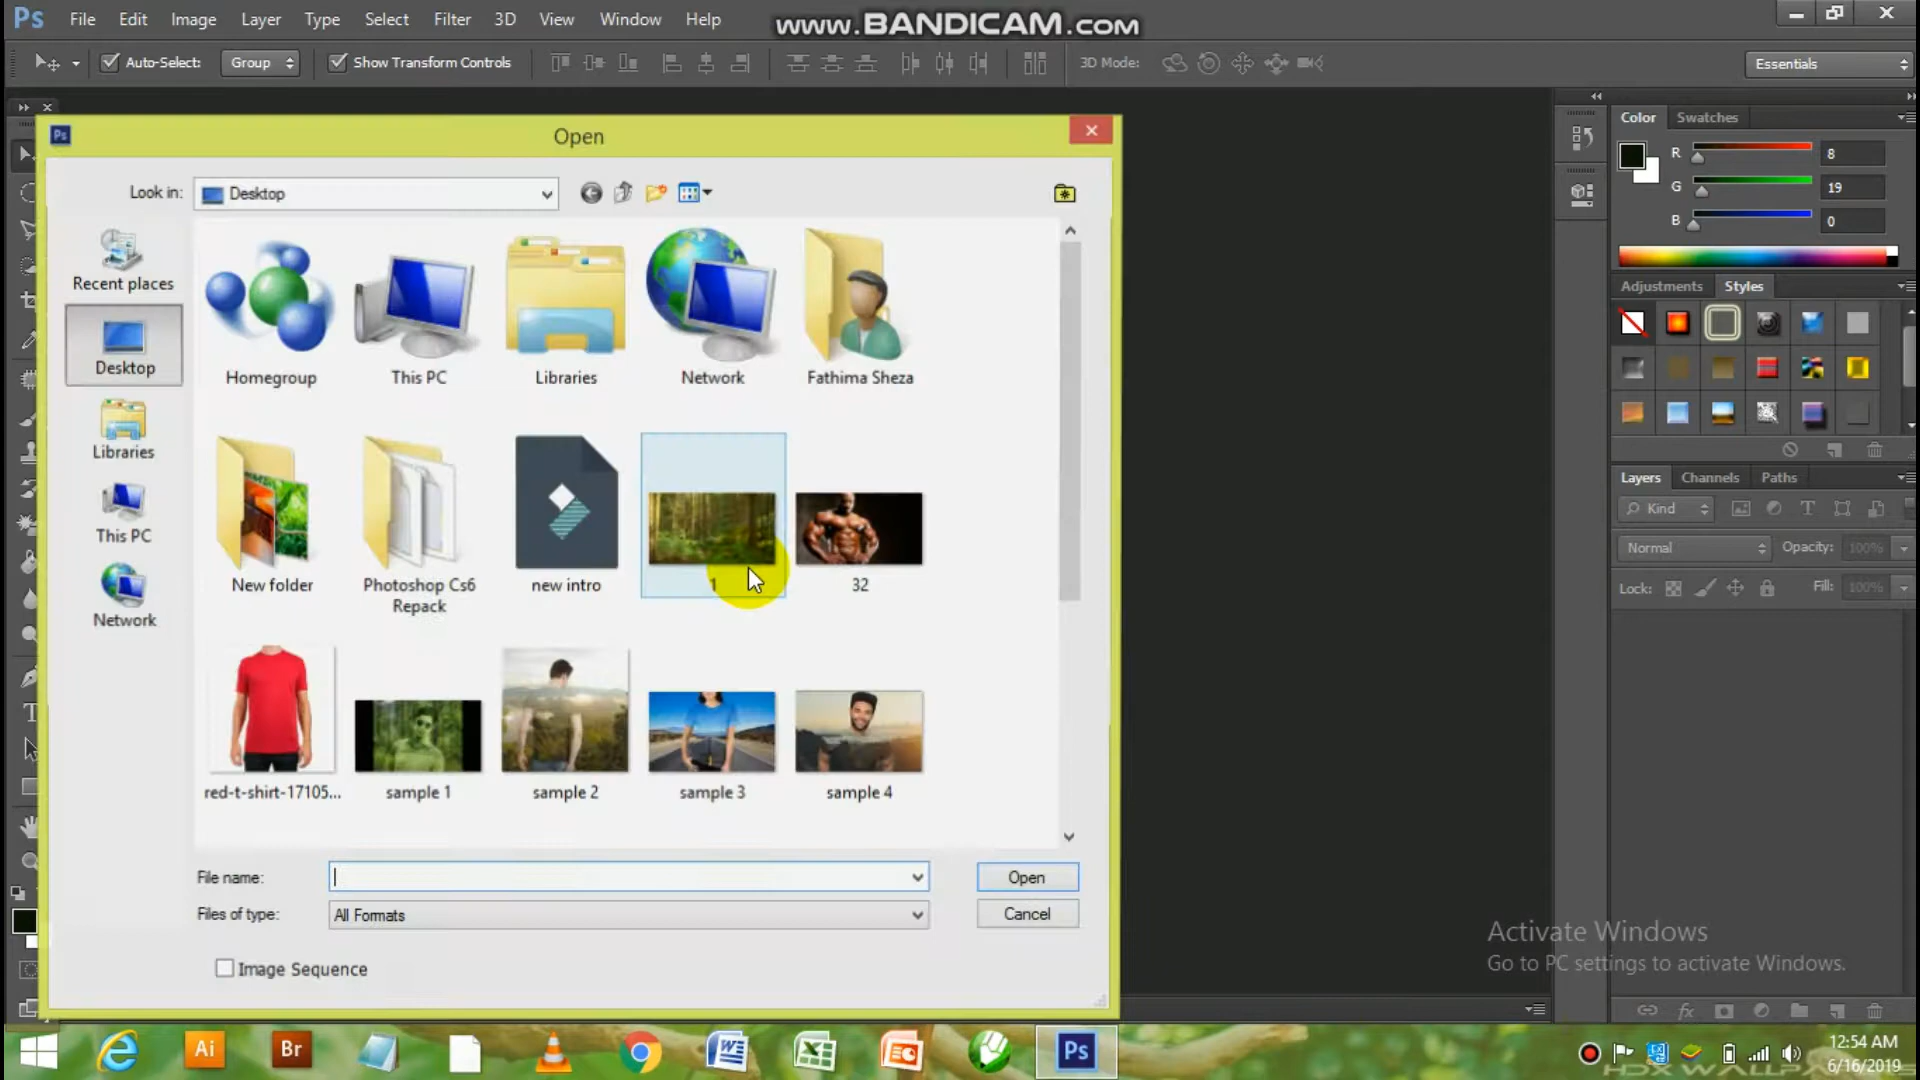 Ps File Edit Image Layer Type Select Filter 3D View Window Help
www.BANDICAM.COM
Auto-Select: Group Show Transform Controls 3D Mode: Essentials
Ps Open
Look in: Desktop
Recent places
Desktop
Libraries
This PC
Network
Homegroup This PC Libraries Network Fathima Sheza
New folder Photoshop Cs6 Repack new intro 1 32
red-t-shirt-17105... sample 1 sample 2 sample 3 sample 4
File name: Open
Files of type: All Formats Cancel
Image Sequence
Color Swatches
R 8
G 19
B 0
Adjustments Styles
Layers Channels Paths
Kind
Normal Opacity: 100%
Lock: Fill: 100%
Activate Windows
Go to PC settings to activate Windows.
Ai Br Ps
12:54 AM
6/16/2019